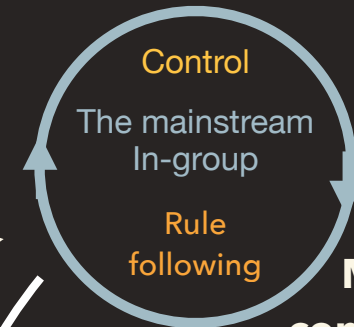 Control
The mainstream
In-group
Rule
following